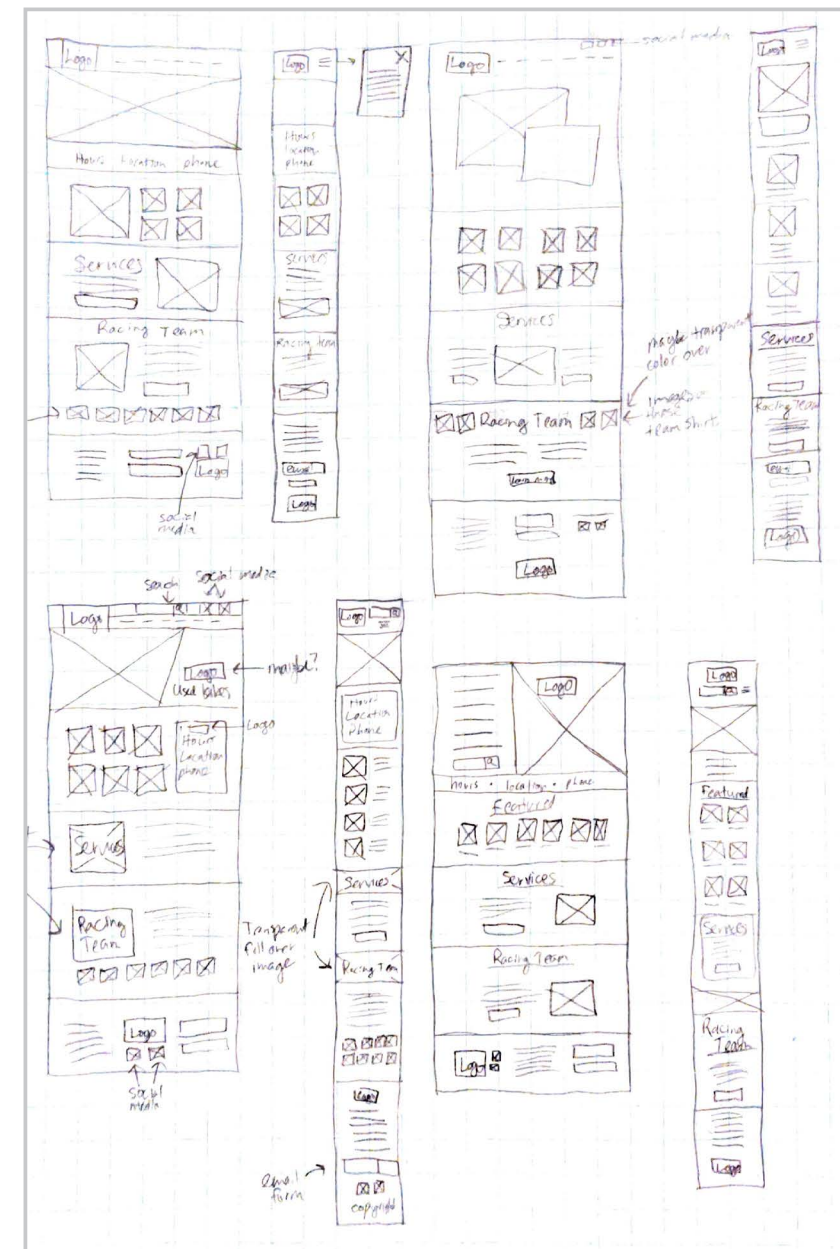 Logo
Hours Location phone
Services
Racing Team
Logo
social
media
Logo
Hours
Location
phone
Racing team
Logo
social media
Logo
Services
maybe transparent
color over
Racing Team
team shirt
Learn more
Logo
Logo
Services
Racing Team
Logo
Search
social media
Logo
Logo
maybe?
Used bikes
Logo
Hours
Location
phone
Services
Racing
Team
Logo
social
media
Logo
Hours
Location
Phone
Services
Transparent
fill over
image
Racing Team
Logo
email
form
copyright
Logo
hours • location • phone
Featured
Services
Racing Team
Logo
Logo
Featured
Services
Racing
Team
Logo